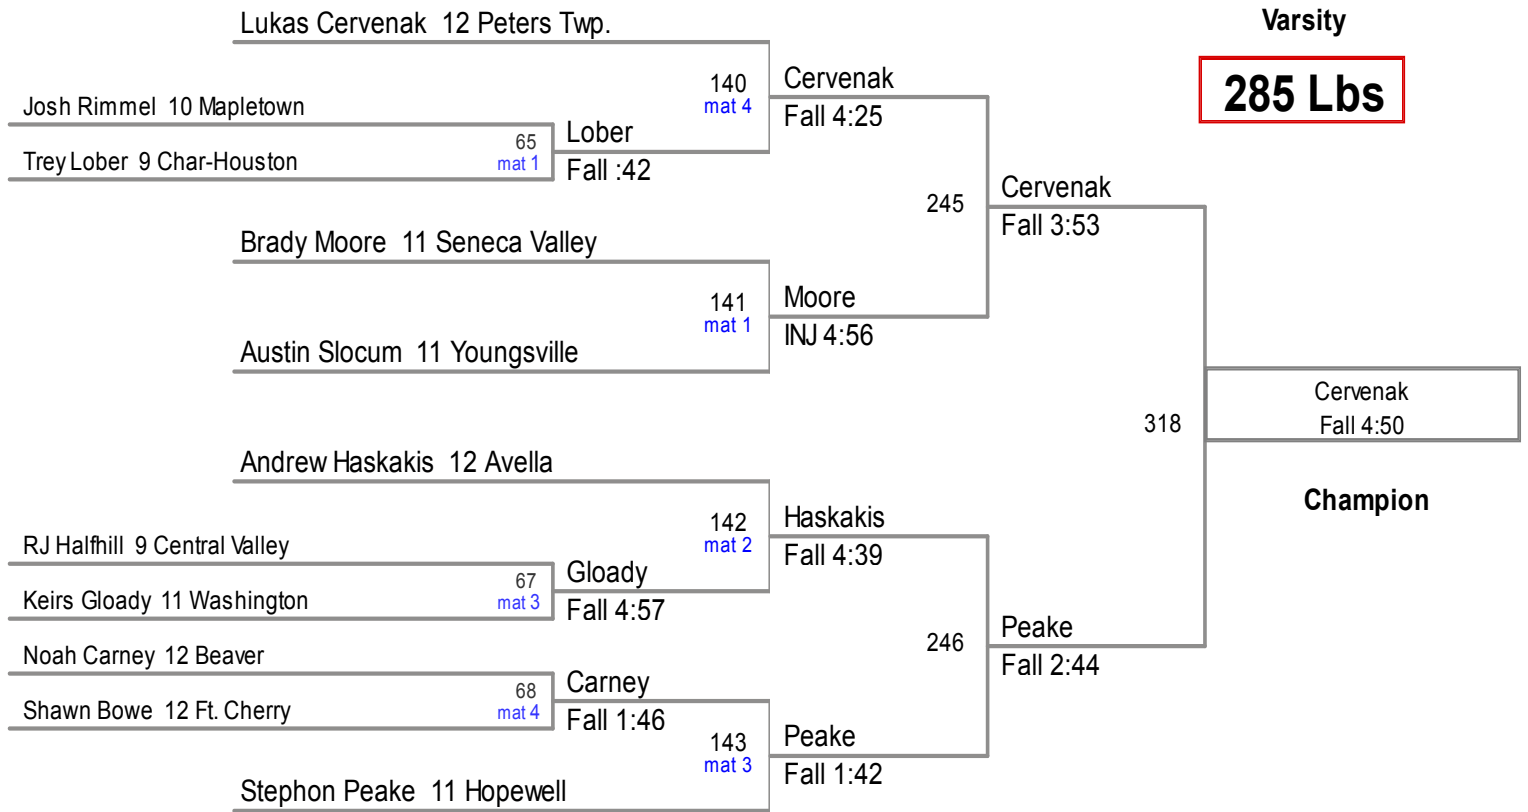 Lukas Cervenak 12 Peters Twp.
Varsity
285 Lbs
140
mat 4
Cervenak
Fall 4:25
Josh Rimmel 10 Mapletown
65
mat 1
Lober
Fall :42
Trey Lober 9 Char-Houston
245
Cervenak
Fall 3:53
Brady Moore 11 Seneca Valley
141
mat 1
Moore
INJ 4:56
Austin Slocum 11 Youngsville
318
Cervenak
Fall 4:50
Champion
Andrew Haskakis 12 Avella
142
mat 2
Haskakis
Fall 4:39
RJ Halfhill 9 Central Valley
67
mat 3
Gloady
Fall 4:57
Keirs Gloady 11 Washington
246
Peake
Fall 2:44
Noah Carney 12 Beaver
68
mat 4
Carney
Fall 1:46
Shawn Bowe 12 Ft. Cherry
143
mat 3
Peake
Fall 1:42
Stephon Peake 11 Hopewell